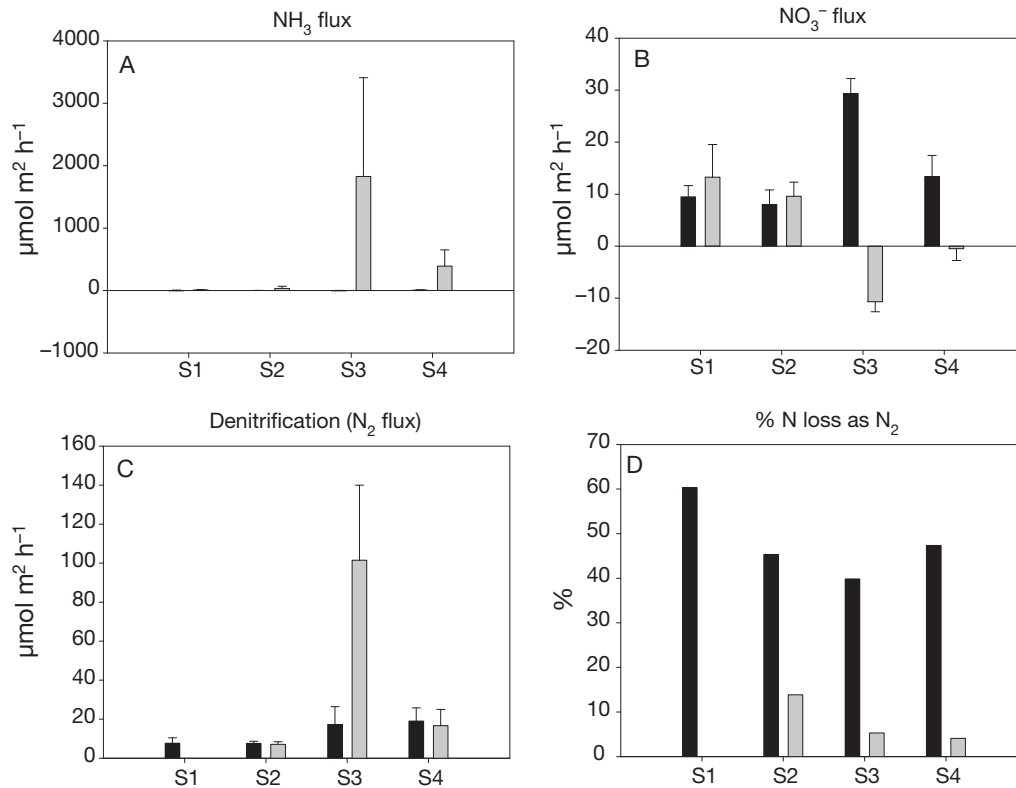 NH₃ flux
A
4000
3000
2000
1000
0
−1000
µmol m² h⁻¹
S1 S2 S3 S4
NO₃⁻ flux
B
40
30
20
10
0
−10
−20
µmol m² h⁻¹
S1 S2 S3 S4
Denitrification (N₂ flux)
C
160
140
120
100
80
60
40
20
0
µmol m² h⁻¹
S1 S2 S3 S4
% N loss as N₂
D
70
60
50
40
30
20
10
0
%
S1 S2 S3 S4